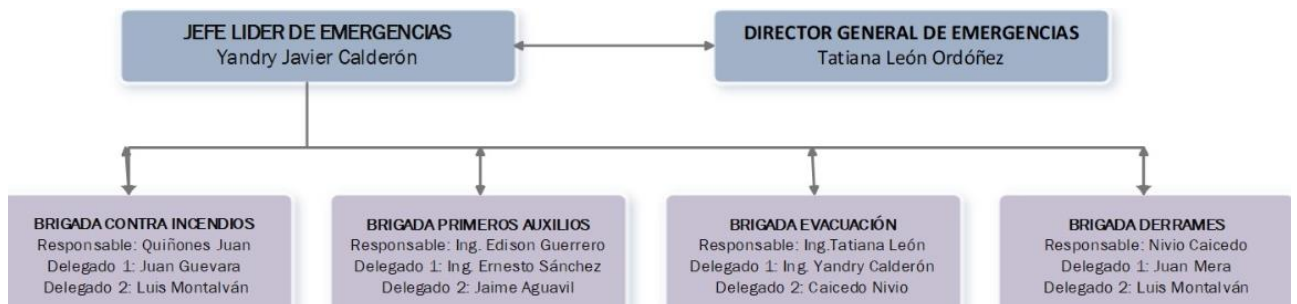 JEFE LIDER DE EMERGENCIAS
Yandry Javier Calderón
DIRECTOR GENERAL DE EMERGENCIAS
Tatiana León Ordóñez
BRIGADA CONTRA INCENDIOS
Responsable: Quiñones Juan
Delegado 1: Juan Guevara
Delegado 2: Luis Montalván
BRIGADA PRIMEROS AUXILIOS
Responsable: Ing. Edison Guerrero
Delegado 1: Ing. Ernesto Sánchez
Delegado 2: Jaime Aguavil
BRIGADA EVACUACIÓN
Responsable: Ing.Tatiana León
Delegado 1: Ing. Yandry Calderón
Delegado 2: Caicedo Nivio
BRIGADA DERRAMES
Responsable: Nivio Caicedo
Delegado 1: Juan Mera
Delegado 2: Luis Montalván